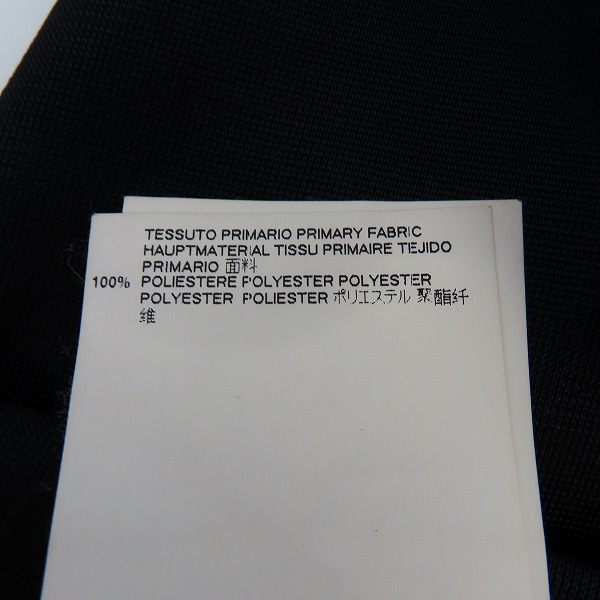 TESSUTO PRIMARIO PRIMARY FABRIC
HAUPTMATERIAL TISSU PRIMAIRE TEJIDO
PRIMARIO 面料
100% POLIESTERE POLYESTER POLYESTER
POLYESTER POLIESTER ポリエステル 聚酯纤
维